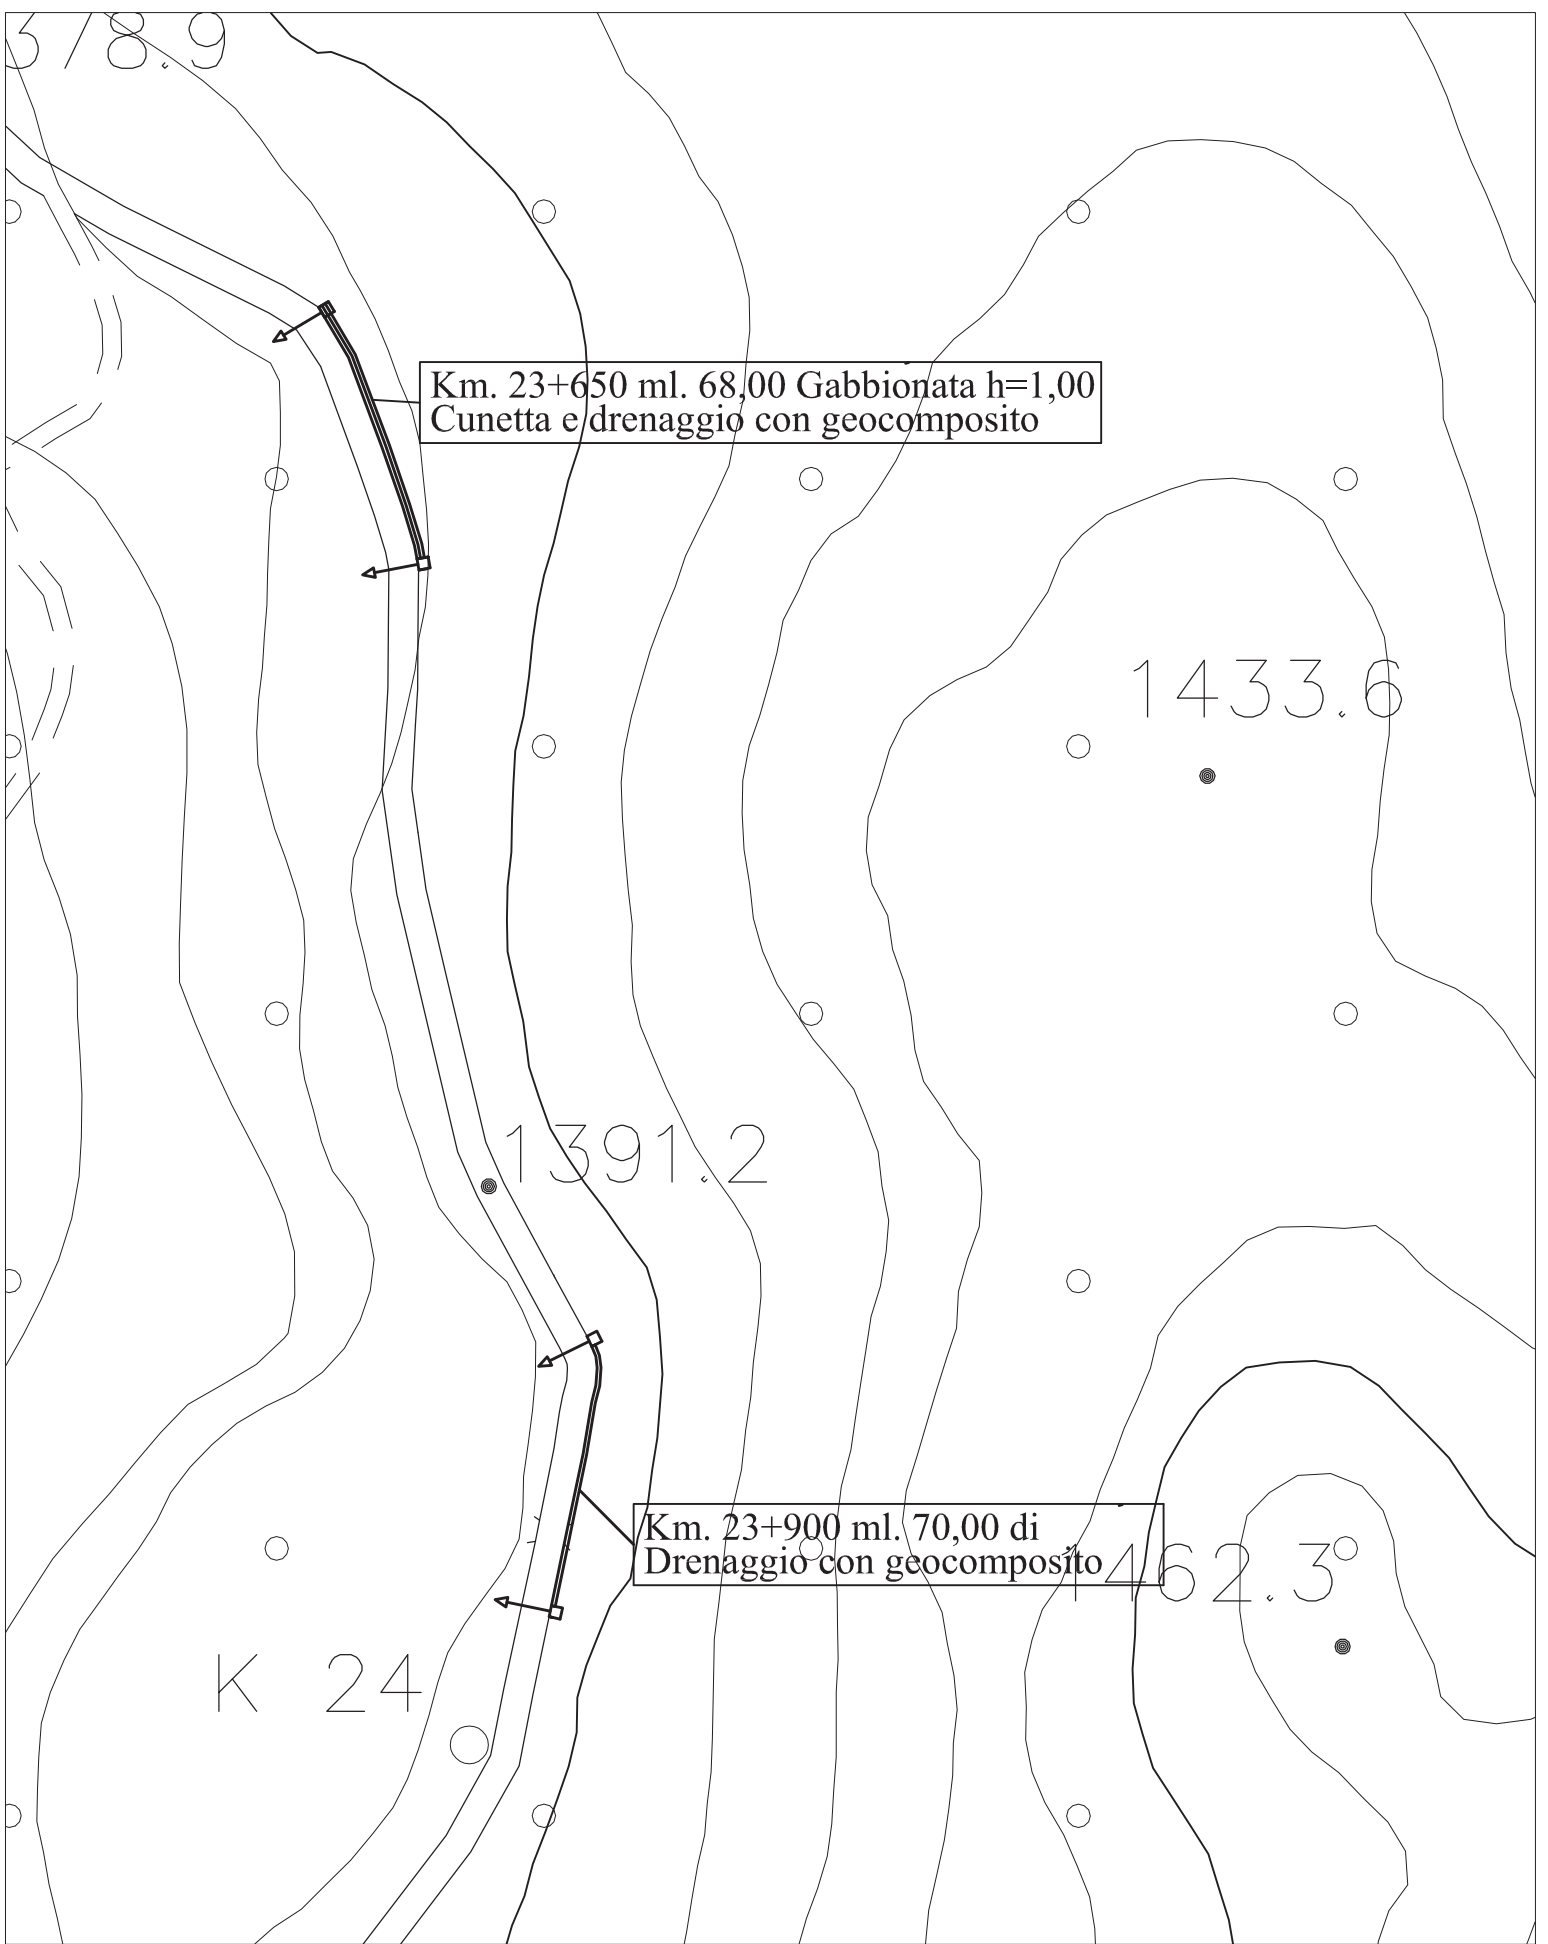 Km. 23+650 ml. 68,00 Gabbionata h=1,00
Cunetta e drenaggio con geocomposito
1433.6
1391.2
Km. 23+900 ml. 70,00 di
Drenaggio con geocomposito
1462.3
K 24